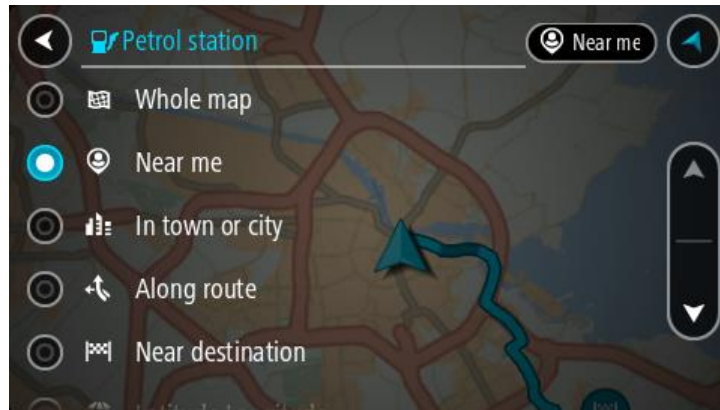 Petrol station
Near me
Whole map
Near me
In town or city
Along route
Near destination